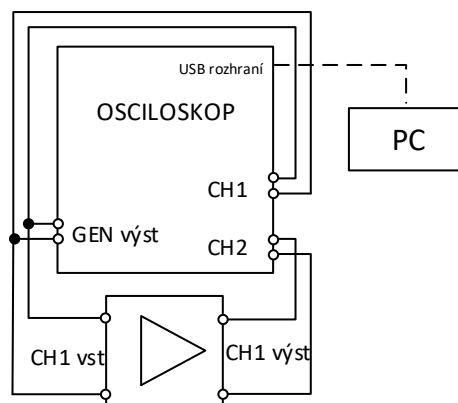 USB rozhraní
OSCILOSKOP
PC
CH1
GEN výst
CH2
CH1 vst
CH1 výst